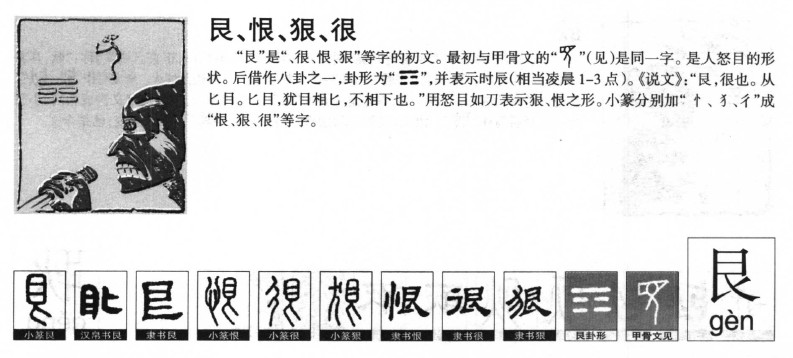 艮、恨、狠、很
“艮”是“、很、恨、狠”等字的初文。最初与甲骨文的“”(见)是同一字。是人怒目的形
状。后借作八卦之一,卦形为“☶”,并表示时辰(相当凌晨1-3点)。《说文》:“艮,很也。从
匕目。匕目,犹目相匕,不相下也。”用怒目如刀表示狠、恨之形。小篆分别加“忄、犭、彳”成
“恨、狠、很”等字。
小篆艮 汉帛书艮 隶书艮 小篆恨 小篆很 小篆狠 隶书恨 隶书很 隶书狠 艮卦形 甲骨文见
艮
gèn